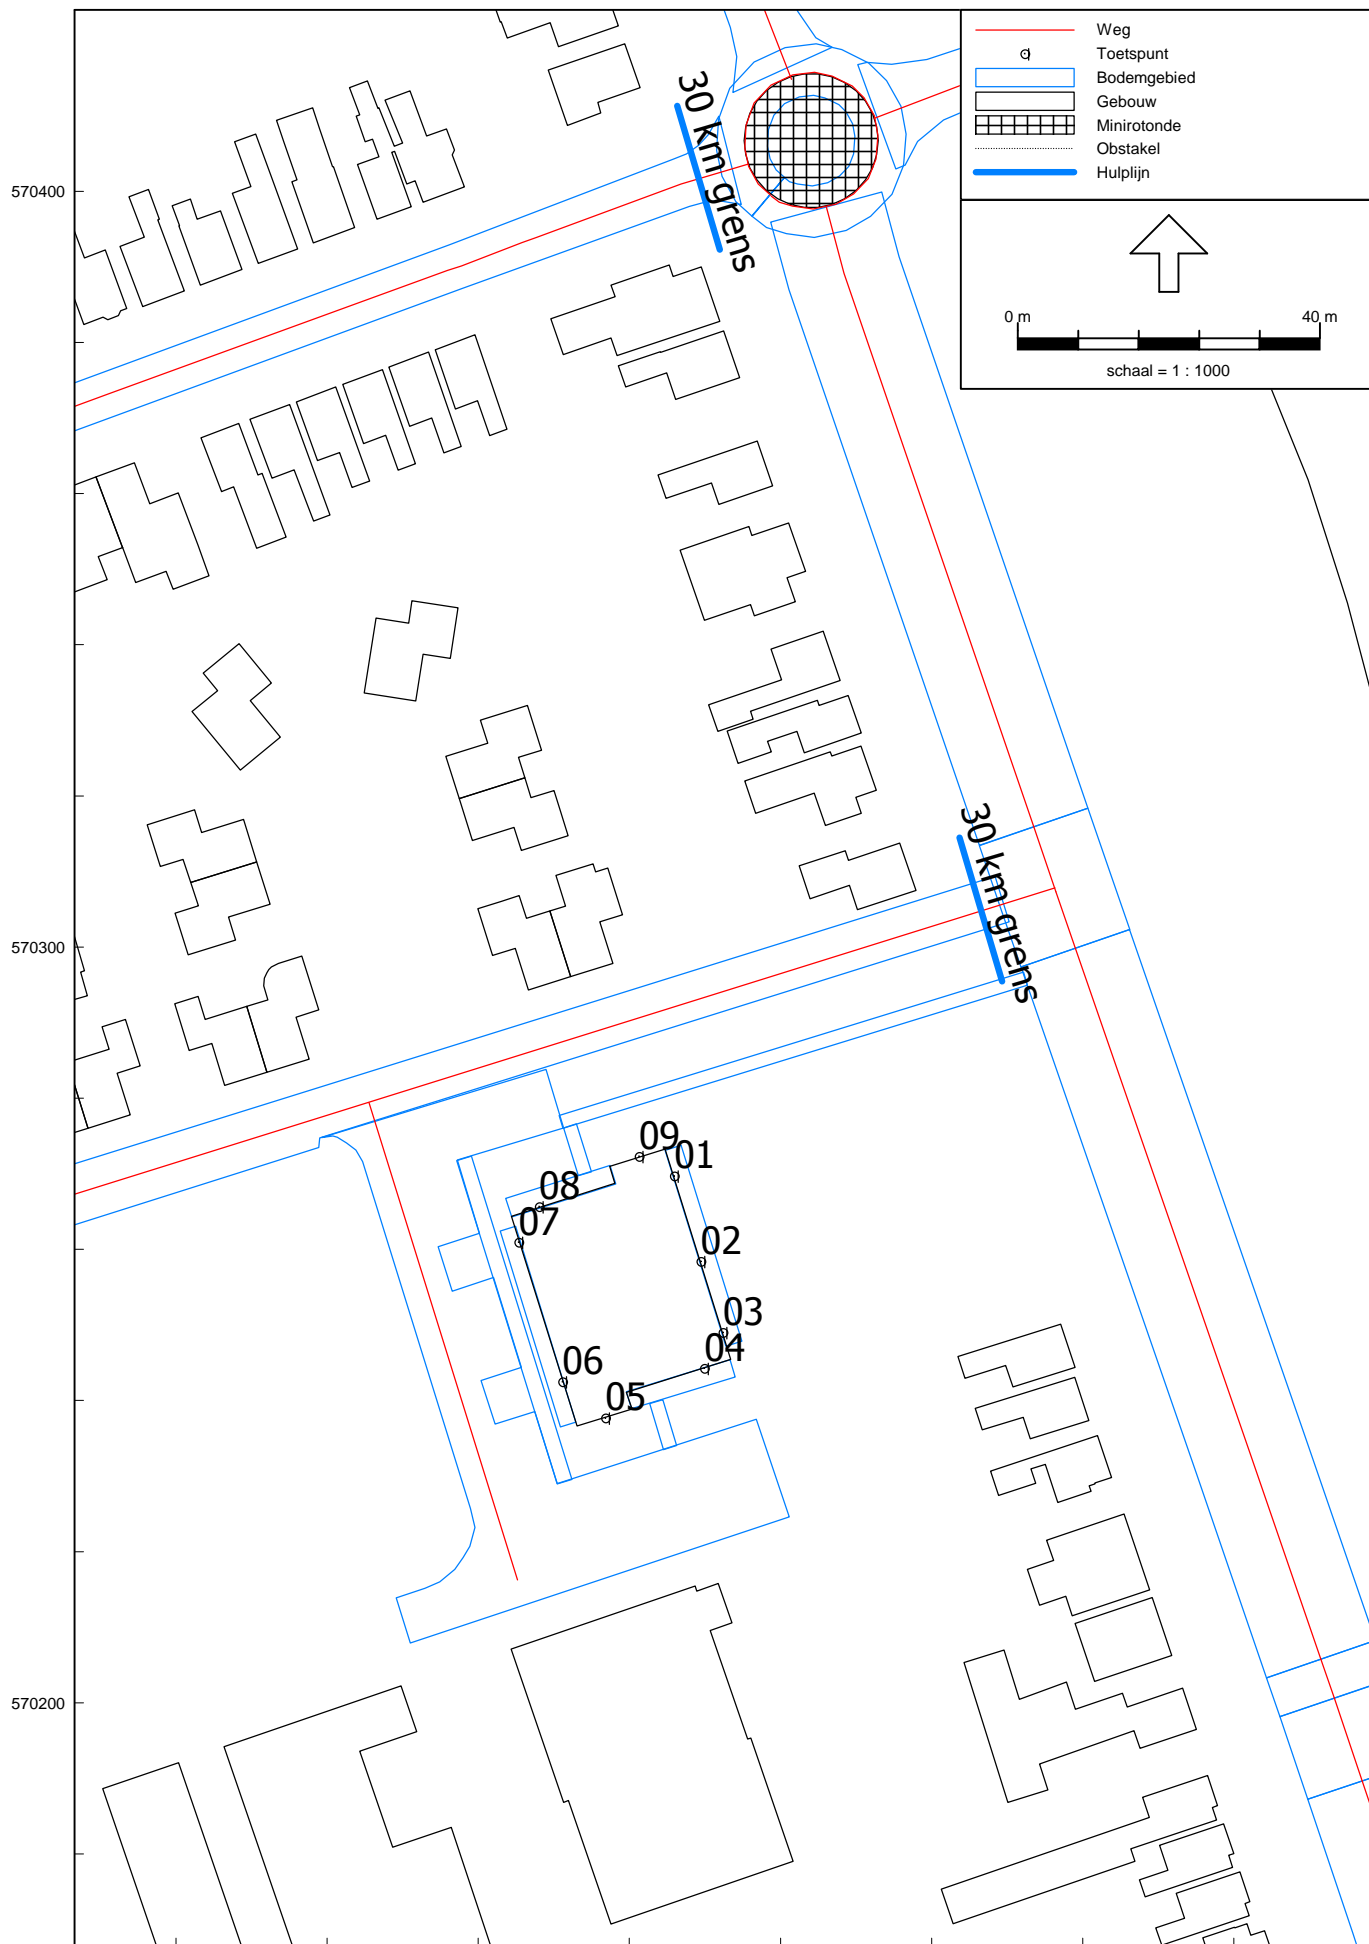 Weg
Toetspunt
Bodemgebied
Gebouw
Minirotonde
Obstakel
Hulplijn
0 m
40 m
schaal = 1 : 1000
30 km grens
570400
30 km grens
570300
09
01
08
07
02
03
04
06
05
570200